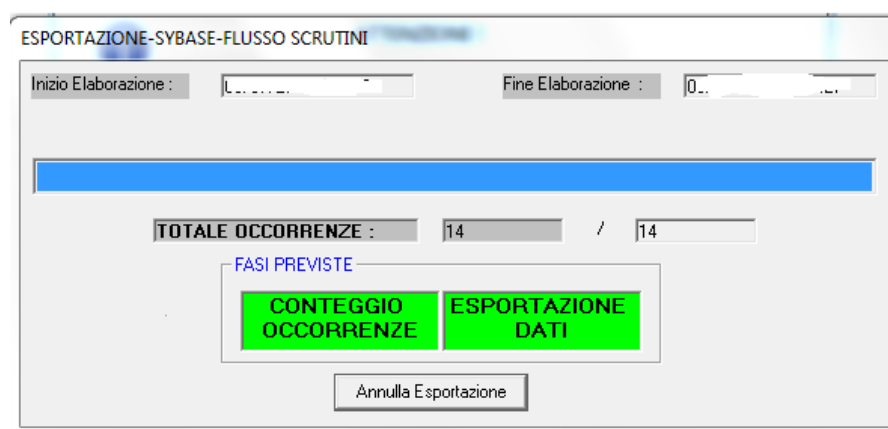 ESPORTAZIONE-SYBASE-FLUSSO SCRUTINI
Inizio Elaborazione : Fine Elaborazione :
TOTALE OCCORRENZE : 14 / 14
FASI PREVISTE
CONTEGGIO ESPORTAZIONE
OCCORRENZE DATI
Annulla Esportazione